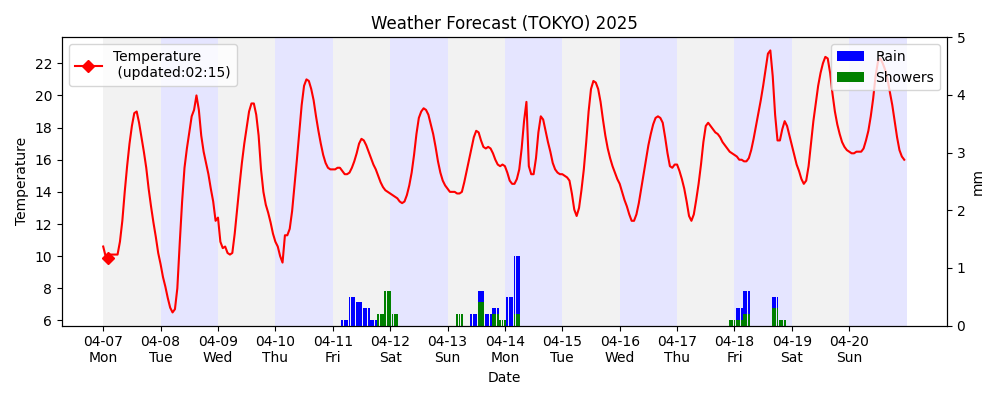 Weather Forecast (TOKYO) 2025
Temperature
(updated:02:15)
Rain
Showers
Temperature
22
20
18
16
14
12
10
8
6
5
4
3
2
1
0
mm
04-07 04-08 04-09 04-10 04-11 04-12 04-13 04-14 04-15 04-16 04-17 04-18 04-19 04-20
Mon Tue Wed Thu Fri Sat Sun Mon Tue Wed Thu Fri Sat Sun
Date